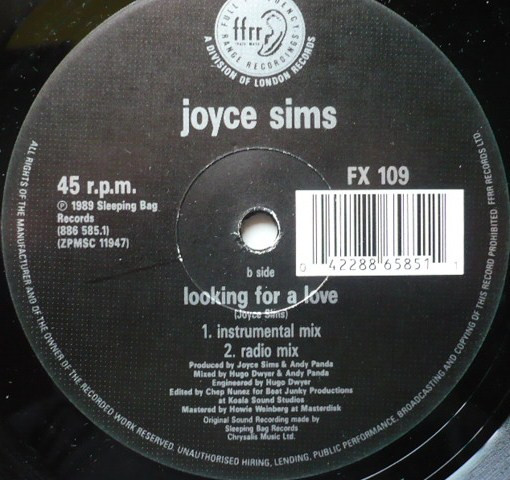 FULL FREQUENCY
ffrr
RANGE RECORDINGS
A DIVISION OF LONDON RECORDS
joyce sims
45 r.p.m.
℗ 1989 Sleeping Bag
Records
(886 585.1)
(ZPMSC 11947)
FX 109
0 42288 65851 1
b side
looking for a love
(Joyce Sims)
1. instrumental mix
2. radio mix
Produced by Joyce Sims & Andy Panda
Mixed by Hugo Dwyer & Andy Panda
Engineered by Hugo Dwyer
Edited by Chep Nunez for Beat Junky Productions
at Koala Sound Studios
Mastered by Howie Weinberg at Masterdisk
Original Sound Recording made by
Sleeping Bag Records
Chrysalis Music Ltd.
ALL RIGHTS OF THE MANUFACTURER AND OF THE OWNER OF THE RECORDED WORK RESERVED. UNAUTHORISED HIRING, LENDING, PUBLIC PERFORMANCE, BROADCASTING AND COPYING OF THIS RECORD PROHIBITED. FFRR RECORDS LTD.